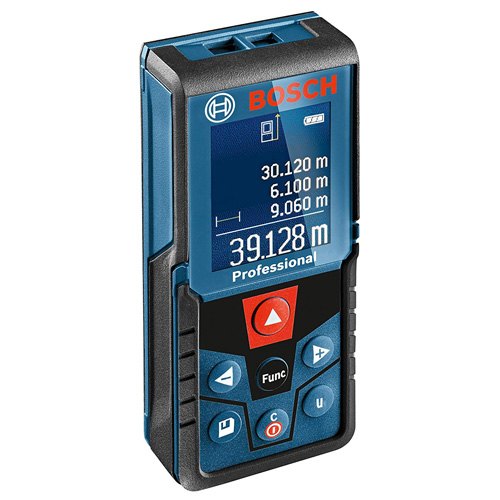 BOSCH
30.120 m
6.100 m
9.060 m
39.128 m
Professional
Func
C
u